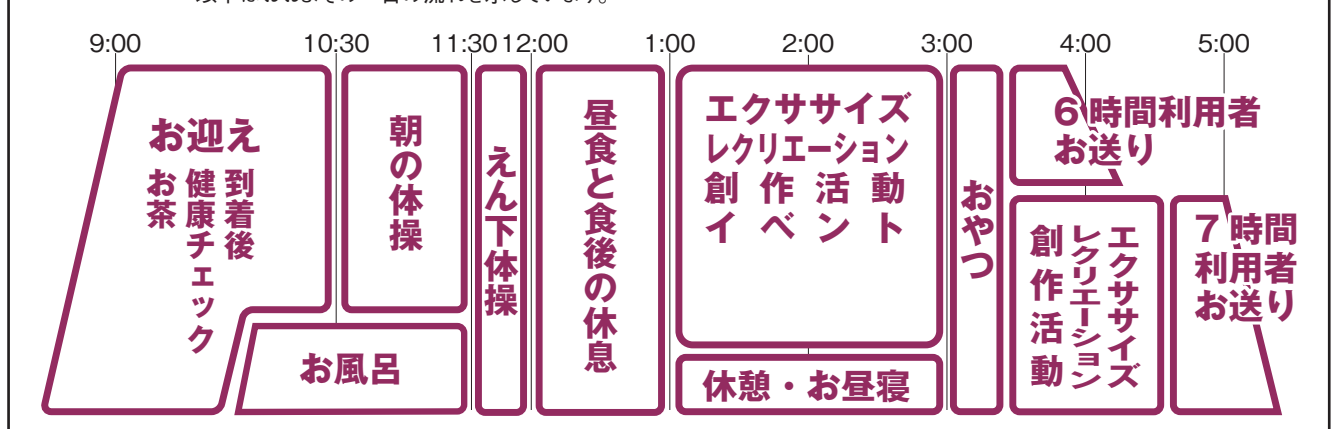 9:00
10:30
11:30
12:00
1:00
2:00
3:00
4:00
5:00
お迎え
到着後
健康チェック
お茶
朝の体操
お風呂
えん下体操
昼食と食後の休息
エクササイズ
レクリエーション
創作活動
イベント
休憩・お昼寝
おやつ
6時間利用者
お送り
エクササイズ
レクリエーション
創作活動
7時間
利用者
お送り